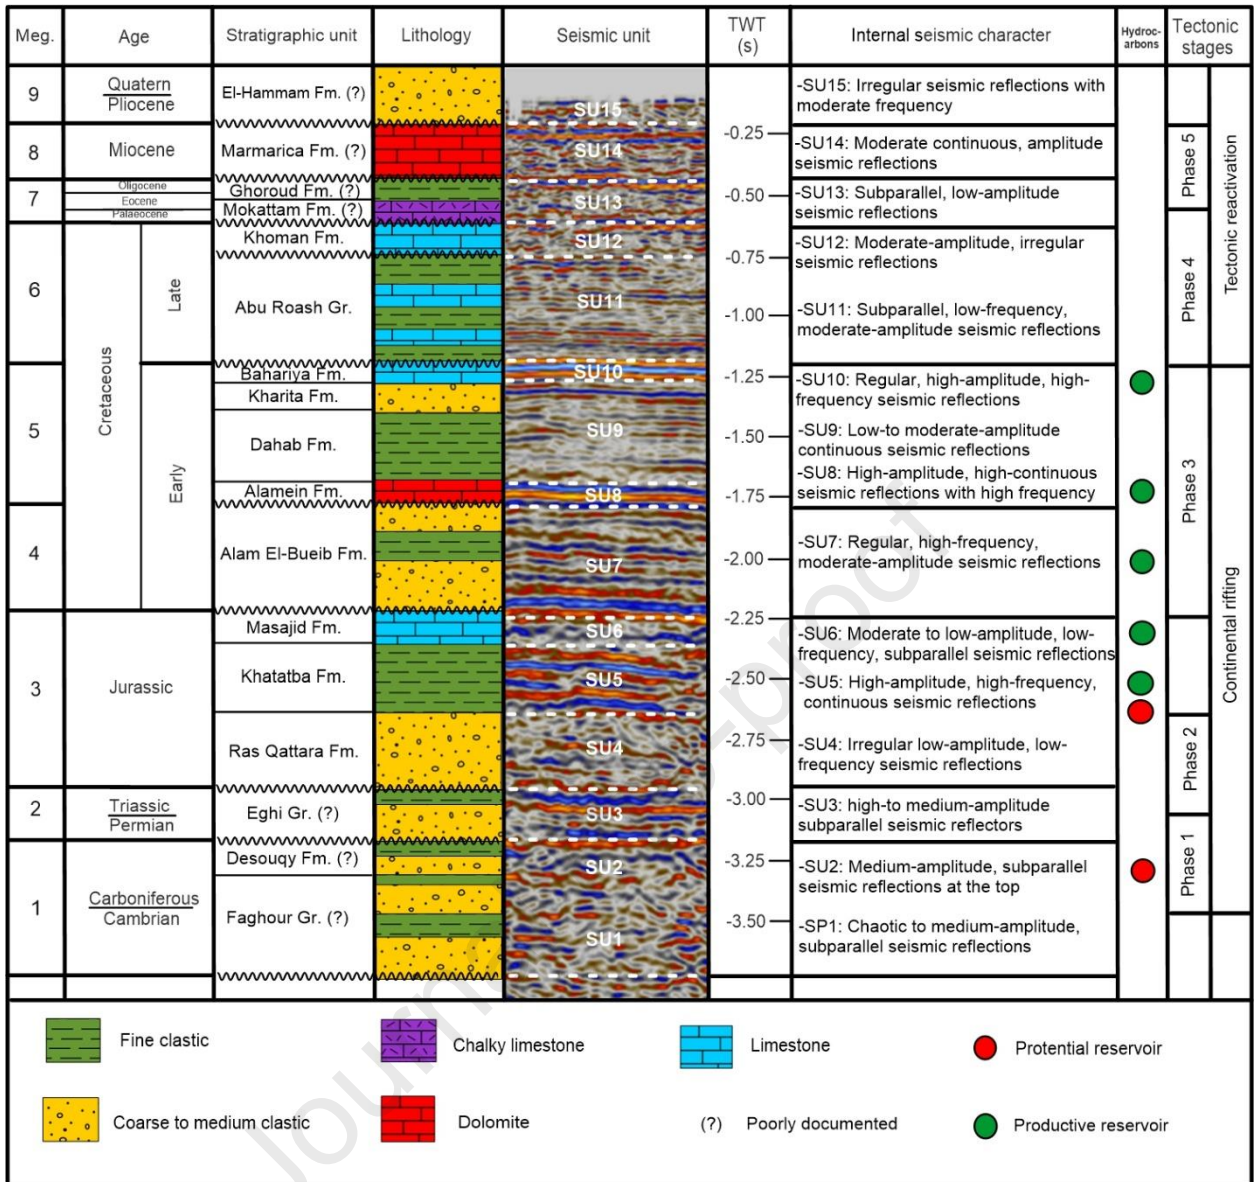 Meg.
Age
Stratigraphic unit
Lithology
Seismic unit
TWT
(s)
Internal seismic character
Hydroc-
arbons
Tectonic
stages
9
Quatern
Pliocene
El-Hammam Fm. (?)
SU15
-SU15: Irregular seismic reflections with
moderate frequency
-0.25
8
Miocene
Marmarica Fm. (?)
SU14
-SU14: Moderate continuous, amplitude
seismic reflections
Phase 5
7
Oligocene
Eocene
Palaeocene
Ghoroud Fm. (?)
Mokattam Fm. (?)
SU13
-0.50
-SU13: Subparallel, low-amplitude
seismic reflections
Tectonic reactivation
6
Cretaceous
Late
Khoman Fm.
SU12
-0.75
-SU12: Moderate-amplitude, irregular
seismic reflections
Abu Roash Gr.
SU11
-1.00
-SU11: Subparallel, low-frequency,
moderate-amplitude seismic reflections
Phase 4
5
Early
Bahariya Fm.
SU10
-1.25
-SU10: Regular, high-amplitude, high-
frequency seismic reflections
Kharita Fm.
Dahab Fm.
SU9
-1.50
-SU9: Low-to moderate-amplitude
continuous seismic reflections
Alamein Fm.
SU8
-1.75
-SU8: High-amplitude, high-continuous
seismic reflections with high frequency
Phase 3
4
Alam El-Bueib Fm.
SU7
-2.00
-SU7: Regular, high-frequency,
moderate-amplitude seismic reflections
-2.25
3
Jurassic
Masajid Fm.
SU6
-SU6: Moderate to low-amplitude, low-
frequency, subparallel seismic reflections
Khatatba Fm.
SU5
-2.50
-SU5: High-amplitude, high-frequency,
continuous seismic reflections
Continental rifting
Ras Qattara Fm.
SU4
-2.75
-SU4: Irregular low-amplitude, low-
frequency seismic reflections
Phase 2
2
Triassic
Permian
Eghi Gr. (?)
SU3
-3.00
-SU3: high-to medium-amplitude
subparallel seismic reflectors
1
Carboniferous
Cambrian
Desouqy Fm. (?)
SU2
-3.25
-SU2: Medium-amplitude, subparallel
seismic reflections at the top
Phase 1
Faghour Gr. (?)
SU1
-3.50
-SP1: Chaotic to medium-amplitude,
subparallel seismic reflections
Fine clastic
Chalky limestone
Limestone
Protential reservoir
Coarse to medium clastic
Dolomite
(?) Poorly documented
Productive reservoir